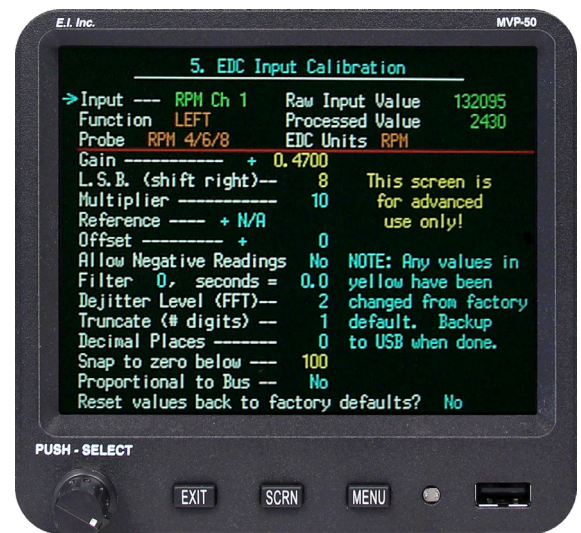 E.I. Inc. MVP-50
5. EDC Input Calibration
Input --- RPM Ch 1 Raw Input Value 132095
Function LEFT Processed Value 2430
Probe RPM 4/6/8 EDC Units RPM
Gain ------------ + 0.4700
L.S.B. (shift right)-- 8 This screen is
Multiplier ----------- 10 for advanced
Reference ---- + N/A use only!
Offset --------- + 0
Allow Negative Readings No NOTE: Any values in
Filter 0, seconds = 0.0 yellow have been
Dejitter Level (FFT)-- 2 changed from factory
Truncate (# digits) -- 1 default. Backup
Decimal Places ------- 0 to USB when done.
Snap to zero below --- 100
Proportional to Bus -- No
Reset values back to factory defaults? No
PUSH - SELECT
EXIT SCRN MENU